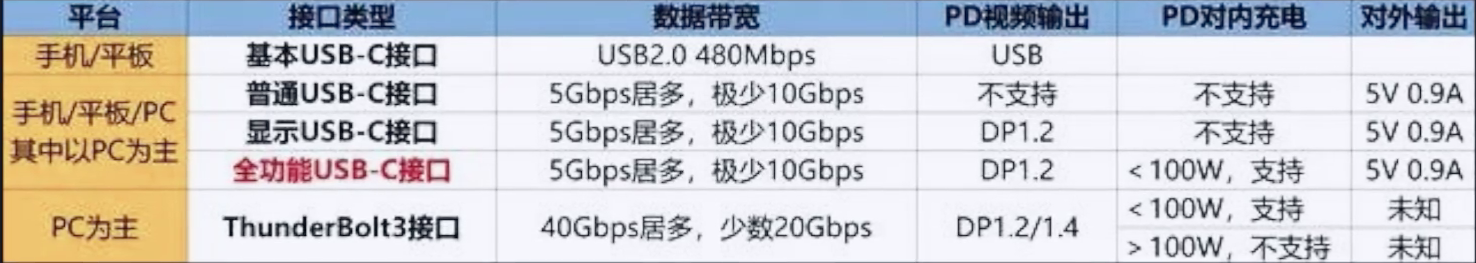 平台 接口类型 数据带宽 PD视频输出 PD对内充电 对外输出
手机/平板 基本USB-C接口 USB2.0 480Mbps USB
手机/平板/PC
其中以PC为主
普通USB-C接口 5Gbps居多，极少10Gbps 不支持 不支持 5V 0.9A
显示USB-C接口 5Gbps居多，极少10Gbps DP1.2 不支持 5V 0.9A
全功能USB-C接口 5Gbps居多，极少10Gbps DP1.2 <100W，支持 5V 0.9A
PC为主 ThunderBolt3接口 40Gbps居多，少数20Gbps DP1.2/1.4
<100W，支持 未知
>100W，不支持 未知